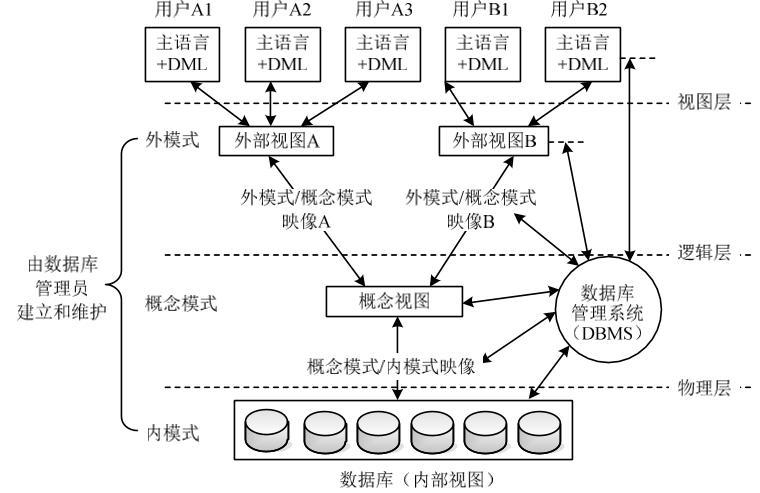 用户A1 用户A2 用户A3 用户B1 用户B2
主语言 主语言 主语言 主语言 主语言
+DML +DML +DML +DML +DML
视图层
外模式 外部视图A 外部视图B
外模式/概念模式 外模式/概念模式
映像A 映像B
逻辑层
由数据库
管理员
建立和维护
概念模式 概念视图
数据库
管理系统
（DBMS）
概念模式/内模式映像
物理层
内模式
数据库（内部视图）